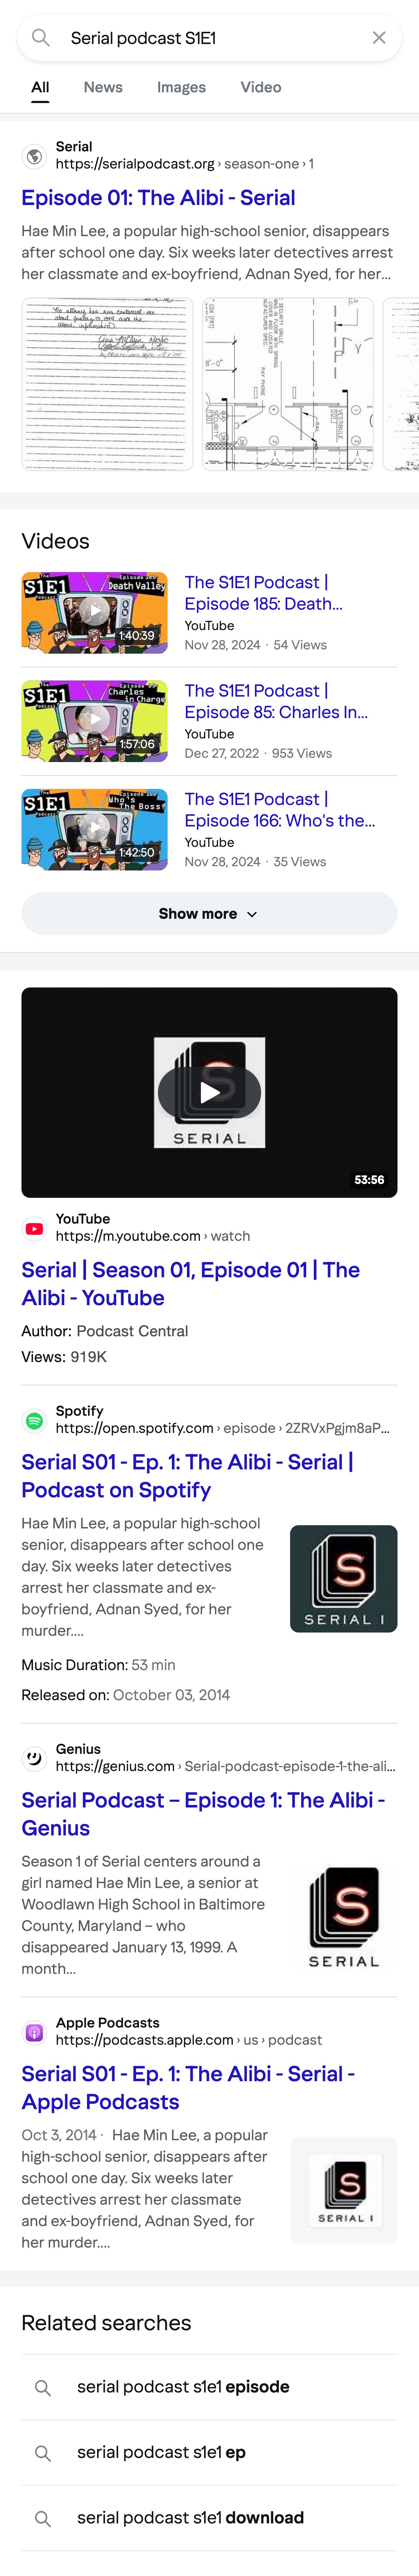 Serial podcast S1E1
All News Images Video
Serial
https://serialpodcast.org › season-one › 1
Episode 01: The Alibi - Serial
Hae Min Lee, a popular high-school senior, disappears
after school one day. Six weeks later detectives arrest
her classmate and ex-boyfriend, Adnan Syed, for her...
PAY PHONE
VESTIBULE
8'-0"
Videos
The S1E1 Podcast |
Episode 185: Death...
YouTube
Nov 28, 2024 · 54 Views
S1E1
Death Valley
1:40:39
The S1E1 Podcast |
Episode 85: Charles In...
YouTube
Dec 27, 2022 · 953 Views
S1E1
Charles
in Charge
1:57:06
The S1E1 Podcast |
Episode 166: Who's the...
YouTube
Nov 28, 2024 · 35 Views
S1E1
Who's
The Boss?
1:42:50
Show more
S
SERIAL
53:56
YouTube
https://m.youtube.com › watch
Serial | Season 01, Episode 01 | The
Alibi - YouTube
Author: Podcast Central
Views: 919K
Spotify
https://open.spotify.com › episode › 2ZRVxPgjm8aP...
Serial S01 - Ep. 1: The Alibi - Serial |
Podcast on Spotify
Hae Min Lee, a popular high-school
senior, disappears after school one
day. Six weeks later detectives
arrest her classmate and ex-
boyfriend, Adnan Syed, for her
murder....
S
SERIAL I
Music Duration: 53 min
Released on: October 03, 2014
Genius
https://genius.com › Serial-podcast-episode-1-the-ali...
Serial Podcast – Episode 1: The Alibi -
Genius
Season 1 of Serial centers around a
girl named Hae Min Lee, a senior at
Woodlawn High School in Baltimore
County, Maryland – who
disappeared January 13, 1999. A
month...
S
SERIAL
Apple Podcasts
https://podcasts.apple.com › us › podcast
Serial S01 - Ep. 1: The Alibi - Serial -
Apple Podcasts
Oct 3, 2014 · Hae Min Lee, a popular
high-school senior, disappears after
school one day. Six weeks later
detectives arrest her classmate
and ex-boyfriend, Adnan Syed, for
her murder....
S
SERIAL I
Related searches
serial podcast s1e1 episode
serial podcast s1e1 ep
serial podcast s1e1 download